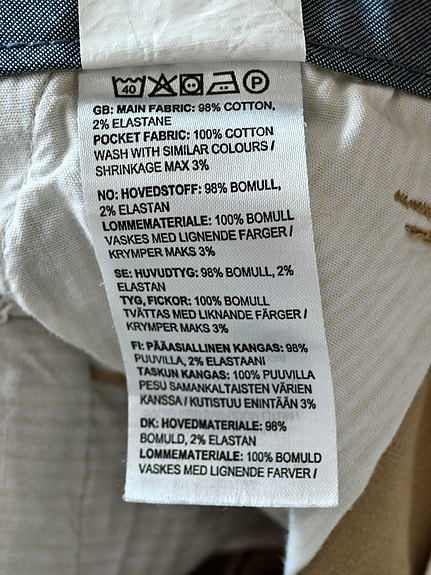 40 P
GB: MAIN FABRIC: 98% COTTON,
2% ELASTANE
POCKET FABRIC: 100% COTTON
WASH WITH SIMILAR COLOURS /
SHRINKAGE MAX 3%
NO: HOVEDSTOFF: 98% BOMULL,
2% ELASTAN
LOMMEMATERIALE: 100% BOMULL
VASKES MED LIGNENDE FARGER /
KRYMPER MAKS 3%
SE: HUVUDTYG: 98% BOMULL, 2%
ELASTAN
TYG, FICKOR: 100% BOMULL
TVÄTTAS MED LIKNANDE FÄRGER /
KRYMPER MAKS 3%
FI: PÄÄASIALLINEN KANGAS: 98%
PUUVILLA, 2% ELASTAANI
TASKUN KANGAS: 100% PUUVILLA
PESU SAMANKALTAISTEN VÄRIEN
KANSSA / KUTISTUU ENINTÄÄN 3%
DK: HOVEDMATERIALE: 98%
BOMULD, 2% ELASTAN
LOMMEMATERIALE: 100% BOMULD
VASKES MED LIGNENDE FARVER /